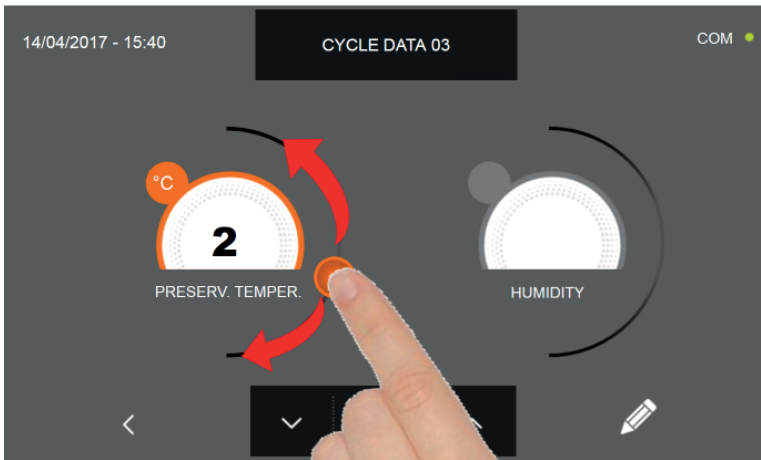 14/04/2017 - 15:40
CYCLE DATA 03
COM
°C
2
PRESERV. TEMPER.
HUMIDITY